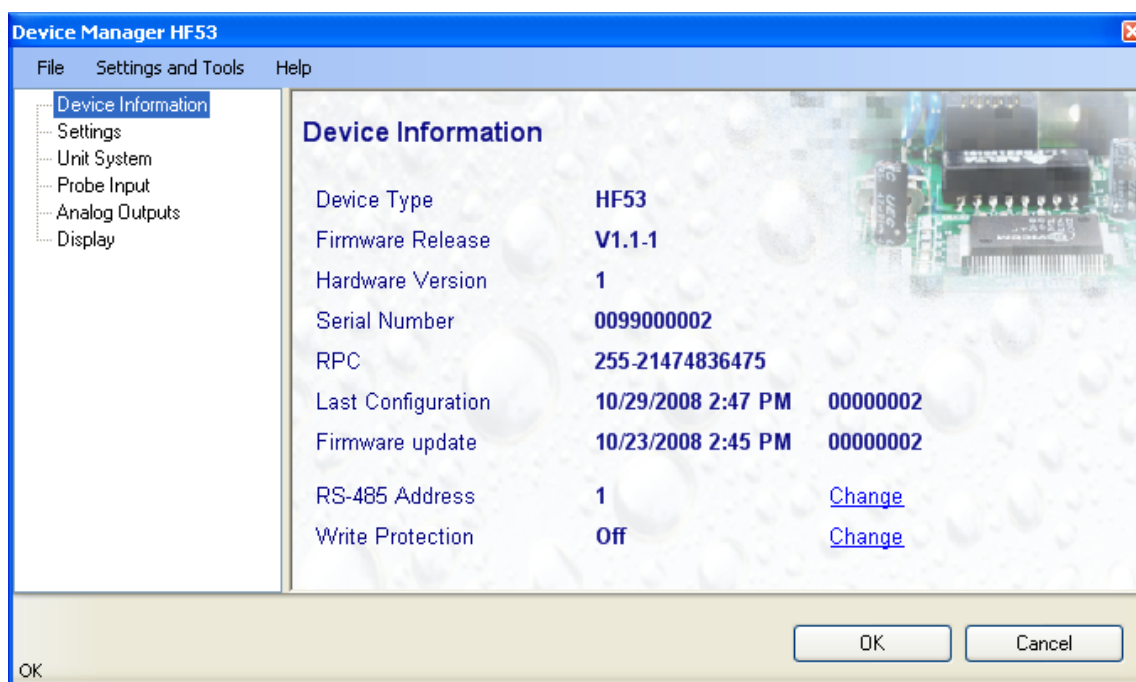 Device Manager HF53
File Settings and Tools Help
Device Information
Settings
Unit System
Probe Input
Analog Outputs
Display
Device Information
Device Type HF53
Firmware Release V1.1-1
Hardware Version 1
Serial Number 0099000002
RPC 255-21474836475
Last Configuration 10/29/2008 2:47 PM 00000002
Firmware update 10/23/2008 2:45 PM 00000002
RS-485 Address 1 Change
Write Protection Off Change
OK Cancel
OK